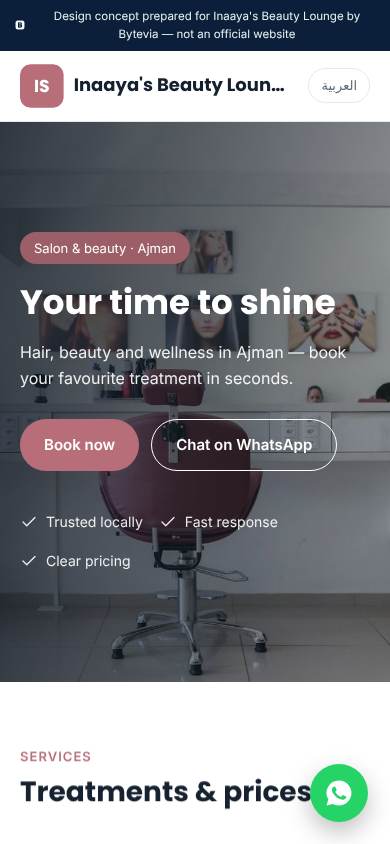 B
Design concept prepared for Inaaya's Beauty Lounge by
Bytevia — not an official website
IS
Inaaya's Beauty Loun...
العربية
Salon & beauty · Ajman
Your time to shine
Hair, beauty and wellness in Ajman — book
your favourite treatment in seconds.
Book now
Chat on WhatsApp
Trusted locally
Fast response
Clear pricing
SERVICES
Treatments & prices